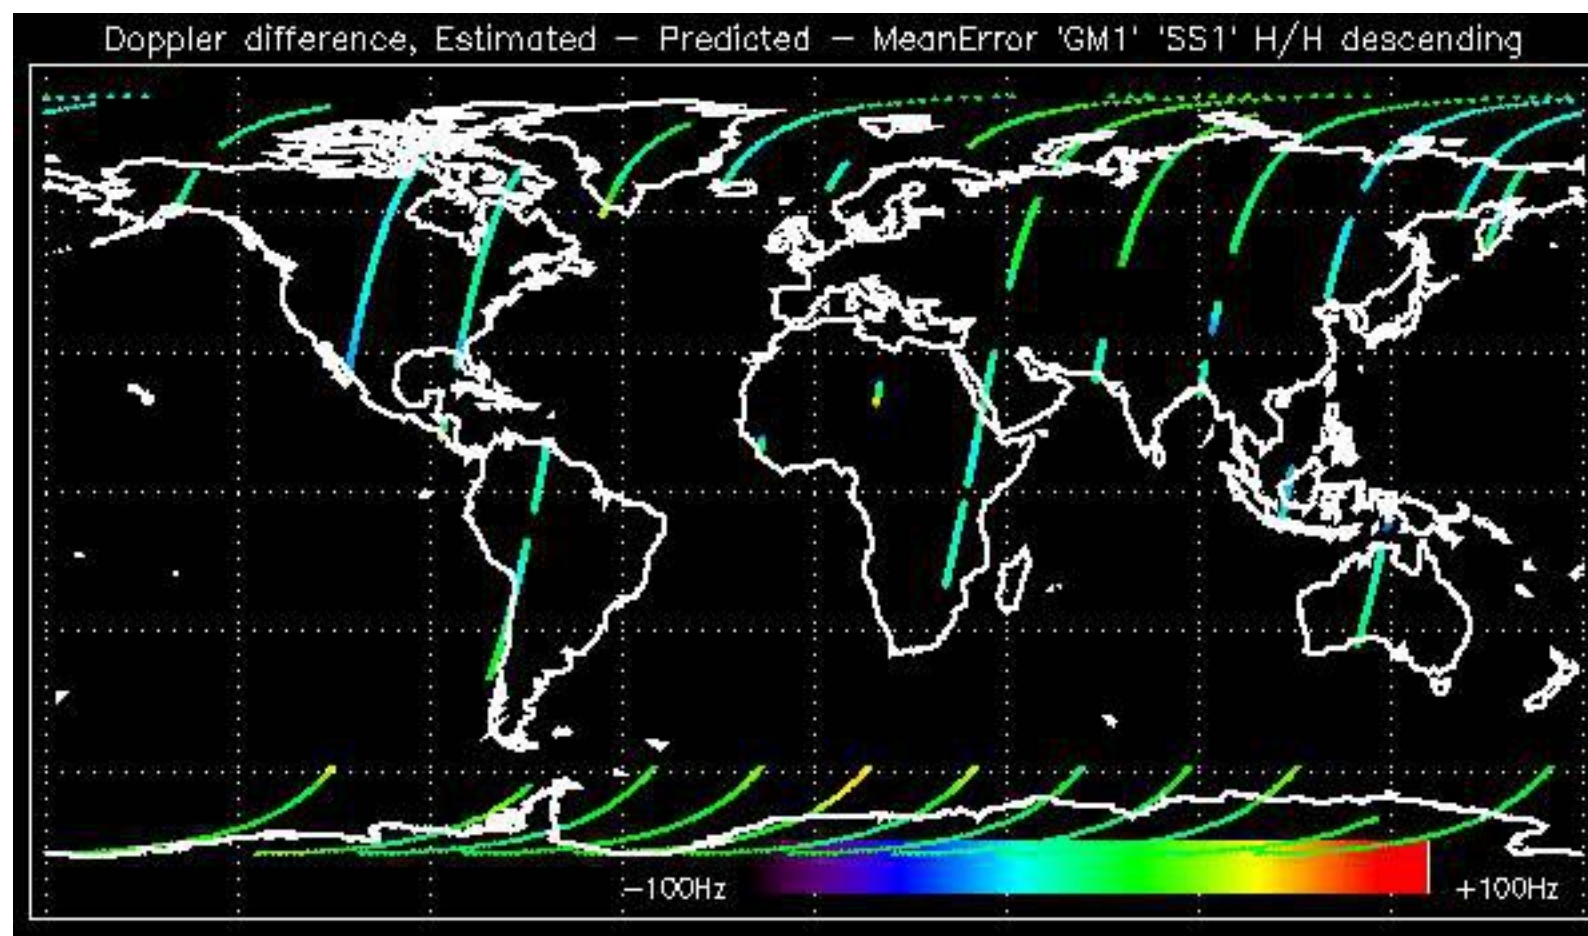 Doppler difference, Estimated – Predicted – MeanError 'GM1' 'SS1' H/H descending
−100Hz
+100Hz